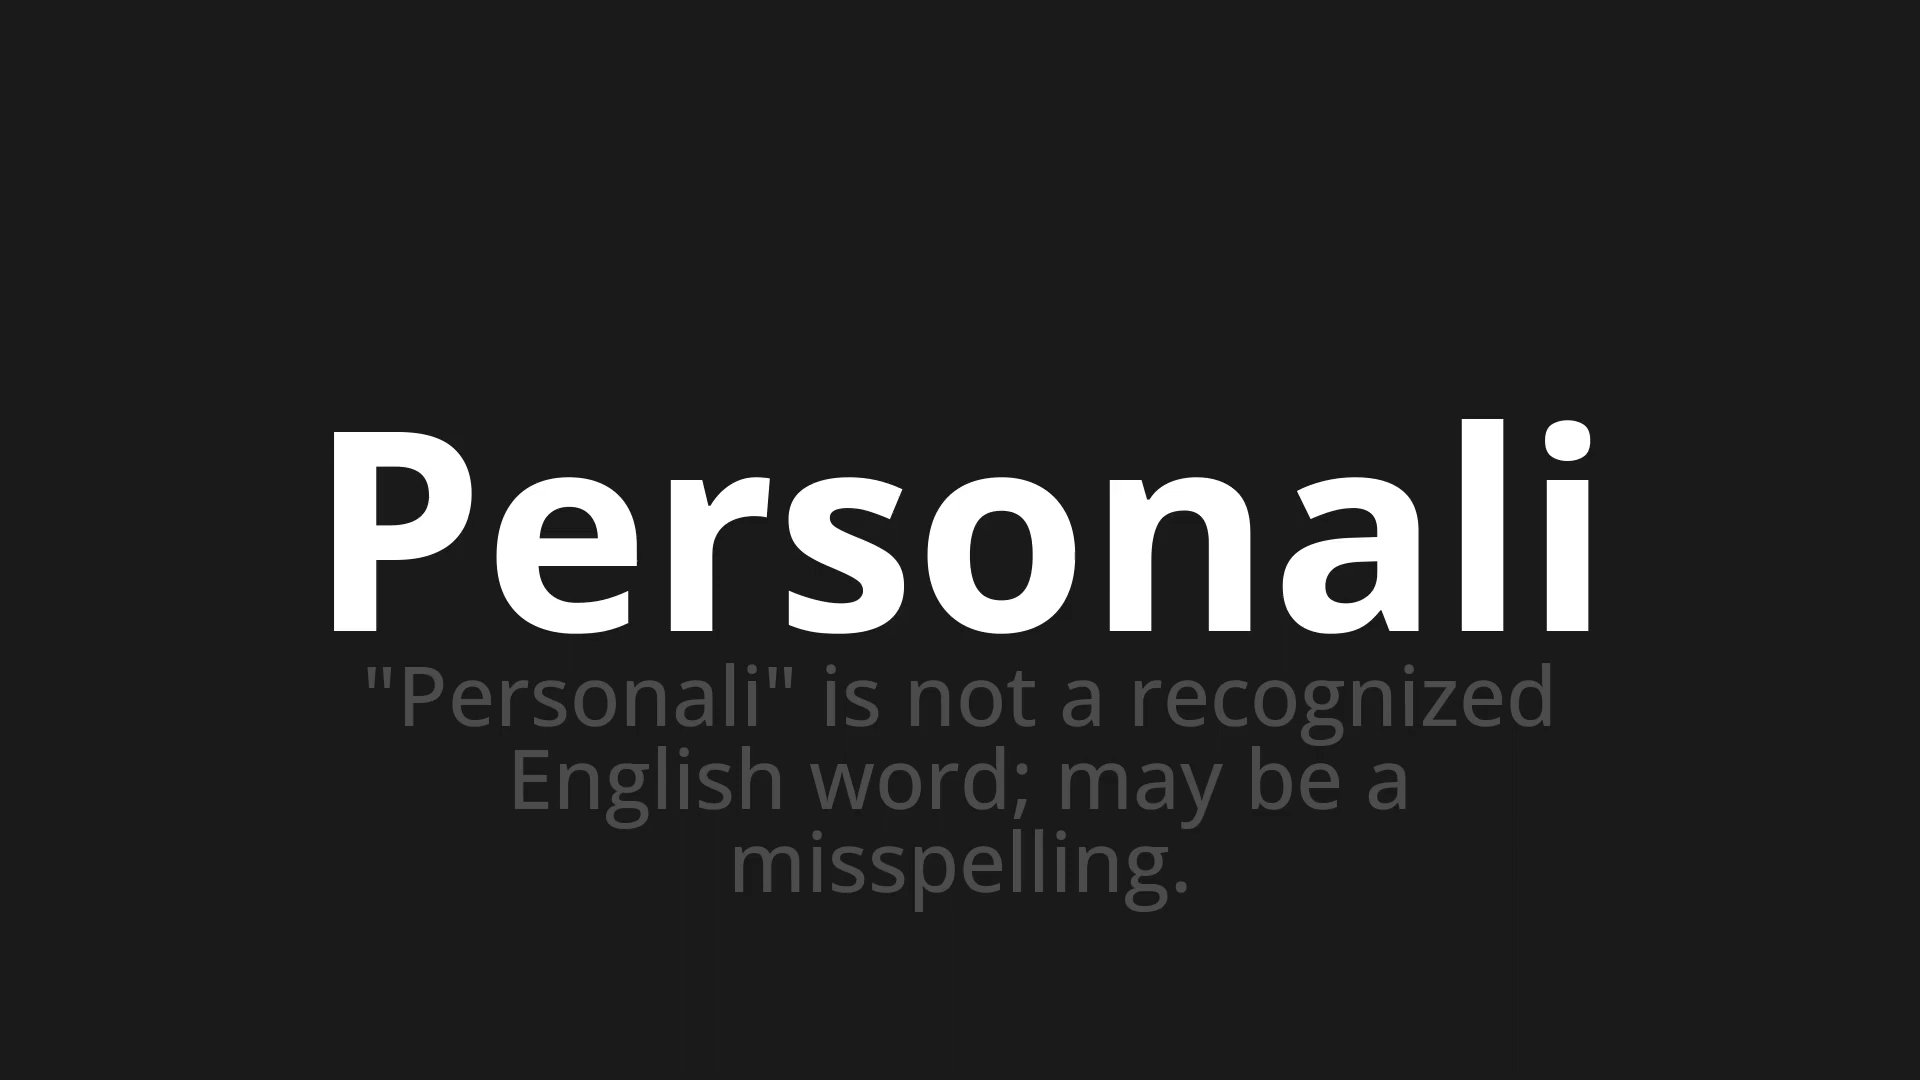 Personali
"Personali" is not a recognized
English word; may be a
misspelling.